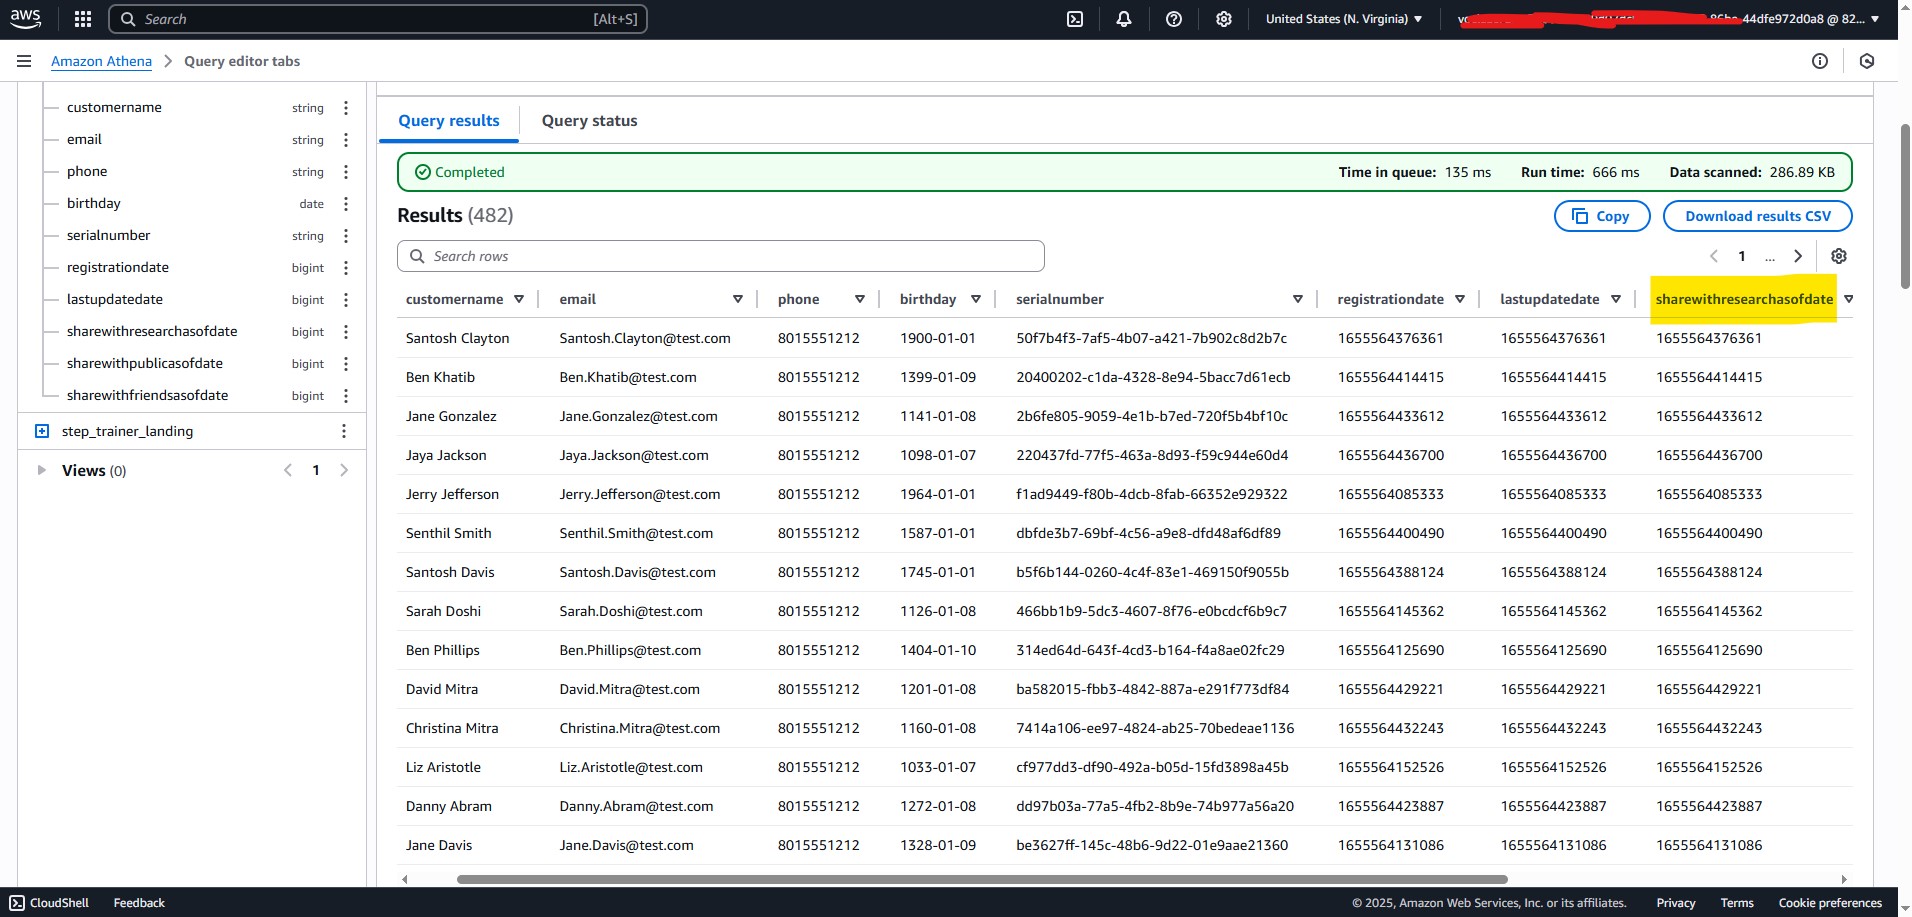 aws Search [Alt+S] United States (N. Virginia) 44dfe972d0a8 @ 82...
Amazon Athena > Query editor tabs
customername string
email string
phone string
birthday date
serialnumber string
registrationdate bigint
lastupdatedate bigint
sharewithresearchasofdate bigint
sharewithpublicasofdate bigint
sharewithfriendsasofdate bigint
step_trainer_landing
Views (0) 1
Query results Query status
Completed Time in queue: 135 ms Run time: 666 ms Data scanned: 286.89 KB
Results (482) Copy Download results CSV
Search rows 1 ...
customername email phone birthday serialnumber registrationdate lastupdatedate sharewithresearchasofdate
Santosh Clayton Santosh.Clayton@test.com 8015551212 1900-01-01 50f7b4f3-7af5-4b07-a421-7b902c8d2b7c 1655564376361 1655564376361 1655564376361
Ben Khatib Ben.Khatib@test.com 8015551212 1399-01-09 20400202-c1da-4328-8e94-5bacc7d61ecb 1655564414415 1655564414415 1655564414415
Jane Gonzalez Jane.Gonzalez@test.com 8015551212 1141-01-08 2b6fe805-9059-4e1b-b7ed-720f5b4bf10c 1655564433612 1655564433612 1655564433612
Jaya Jackson Jaya.Jackson@test.com 8015551212 1098-01-07 220437fd-77f5-463a-8d93-f59c944e60d4 1655564436700 1655564436700 1655564436700
Jerry Jefferson Jerry.Jefferson@test.com 8015551212 1964-01-01 f1ad9449-f80b-4dcb-8fab-66352e929322 1655564085333 1655564085333 1655564085333
Senthil Smith Senthil.Smith@test.com 8015551212 1587-01-01 dbfde3b7-69bf-4c56-a9e8-dfd48af6df89 1655564400490 1655564400490 1655564400490
Santosh Davis Santosh.Davis@test.com 8015551212 1745-01-01 b5f6b144-0260-4c4f-83e1-469150f9055b 1655564388124 1655564388124 1655564388124
Sarah Doshi Sarah.Doshi@test.com 8015551212 1126-01-08 466bb1b9-5dc3-4607-8f76-e0bcdcf6b9c7 1655564145362 1655564145362 1655564145362
Ben Phillips Ben.Phillips@test.com 8015551212 1404-01-10 314ed64d-643f-4cd3-b164-f4a8ae02fc29 1655564125690 1655564125690 1655564125690
David Mitra David.Mitra@test.com 8015551212 1201-01-08 ba582015-fbb3-4842-887a-e291f773df84 1655564429221 1655564429221 1655564429221
Christina Mitra Christina.Mitra@test.com 8015551212 1160-01-08 7414a106-ee97-4824-ab25-70bedeae1136 1655564432243 1655564432243 1655564432243
Liz Aristotle Liz.Aristotle@test.com 8015551212 1033-01-07 cf977dd3-df90-492a-b05d-15fd3898a45b 1655564152526 1655564152526 1655564152526
Danny Abram Danny.Abram@test.com 8015551212 1272-01-08 dd97b03a-77a5-4fb2-8b9e-74b977a56a20 1655564423887 1655564423887 1655564423887
Jane Davis Jane.Davis@test.com 8015551212 1328-01-09 be3627ff-145c-48b6-9d22-01e9aae21360 1655564131086 1655564131086 1655564131086
CloudShell Feedback © 2025, Amazon Web Services, Inc. or its affiliates. Privacy Terms Cookie preferences